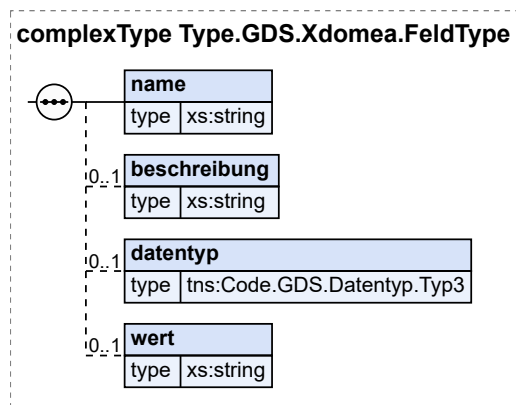 complexType Type.GDS.Xdomea.FeldType
name
type xs:string
0..1 beschreibung
type xs:string
0..1 datentyp
type tns:Code.GDS.Datentyp.Typ3
0..1 wert
type xs:string